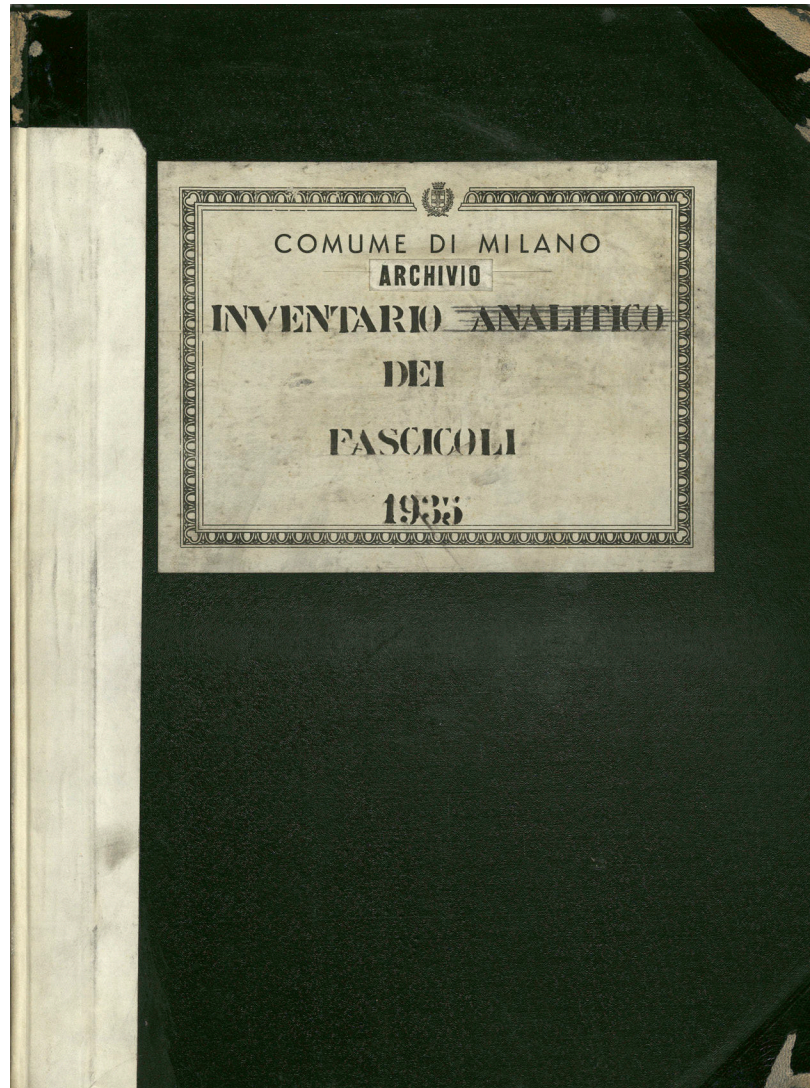 COMUME DI MILANO
ARCHIVIO
INVENTARIO ANALITICO
DEI
FASCICOLI
1935